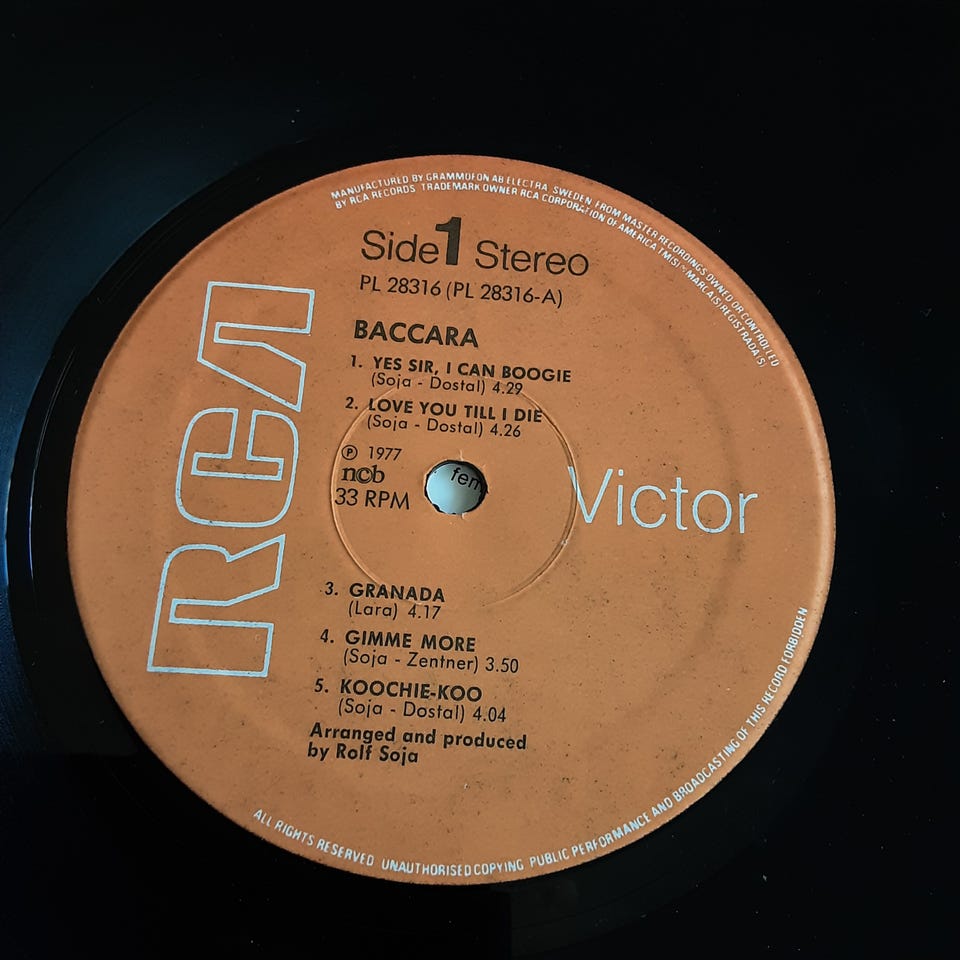 MANUFACTURED BY GRAMMOFON AB ELECTRA, SWEDEN FROM MASTER RECORDINGS OWNED OR CONTROLLED
BY RCA RECORDS TRADEMARK OWNER RCA CORPORATION OF AMERICA TM(S) - MARCA(S) REGISTRADA(S)
Side 1 Stereo
PL 28316 (PL 28316-A)
BACCARA
1. YES SIR, I CAN BOOGIE
(Soja - Dostal) 4.29
2. LOVE YOU TILL I DIE
(Soja - Dostal) 4.26
℗ 1977
ncb
33 RPM
fem
RCA
Victor
3. GRANADA
(Lara) 4.17
4. GIMME MORE
(Soja - Zentner) 3.50
5. KOOCHIE-KOO
(Soja - Dostal) 4.04
Arranged and produced
by Rolf Soja
ALL RIGHTS RESERVED UNAUTHORISED COPYING PUBLIC PERFORMANCE AND BROADCASTING OF THIS RECORD FORBIDDEN